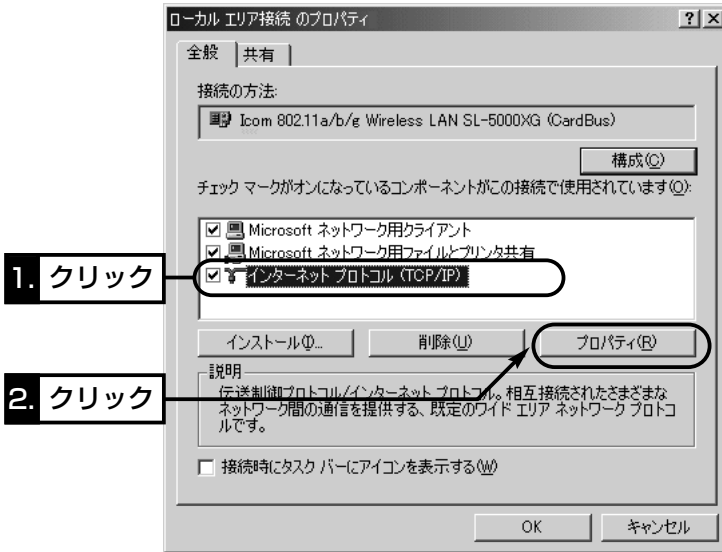 ローカル エリア接続 のプロパティ
全般
共有
接続の方法:
Icom 802.11a/b/g Wireless LAN SL-5000XG (CardBus)
構成(C)
チェック マークがオンになっているコンポーネントがこの接続で使用されています(O):
Microsoft ネットワーク用クライアント
Microsoft ネットワーク用ファイルとプリンタ共有
1. クリック
インターネット プロトコル (TCP/IP)
インストール(I)...
削除(U)
プロパティ(R)
説明
2. クリック
伝送制御プロトコル/インターネット プロトコル。相互接続されたさまざまな
ネットワーク間の通信を提供する、既定のワイド エリア ネットワーク プロトコ
ルです。
接続時にタスク バーにアイコンを表示する(W)
OK
キャンセル